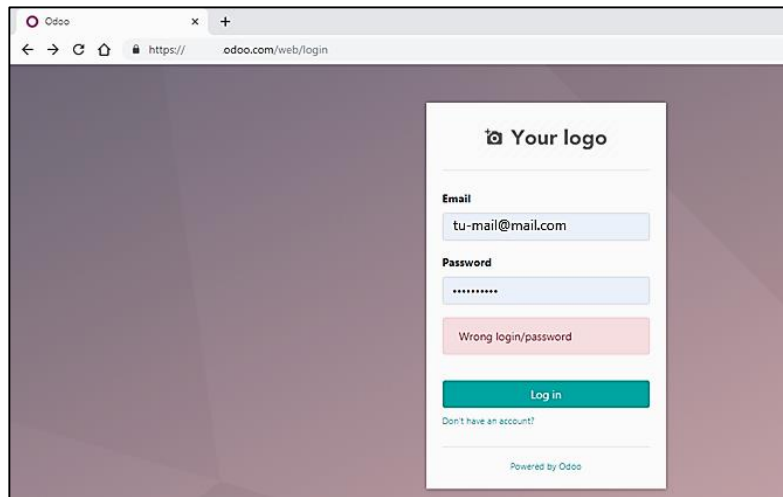 Odoo
https:// odoo.com/web/login
Your logo
Email
tu-mail@mail.com
Password
••••••••••
Wrong login/password
Log in
Don't have an account?
Powered by Odoo